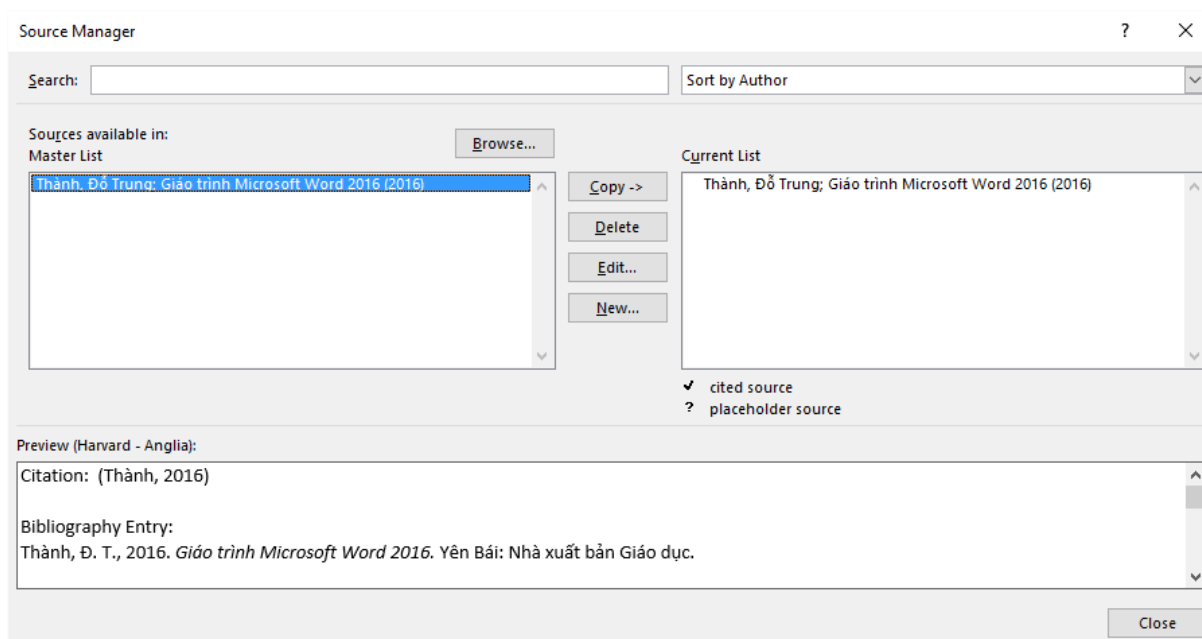 Source Manager
?
Search:
Sort by Author
Sources available in:
Master List
Browse...
Current List
Thành, Đỗ Trung; Giáo trình Microsoft Word 2016 (2016)
Copy ->
Delete
Edit...
New...
Thành, Đỗ Trung; Giáo trình Microsoft Word 2016 (2016)
✓ cited source
? placeholder source
Preview (Harvard - Anglia):
Citation: (Thành, 2016)
Bibliography Entry:
Thành, Đ. T., 2016. Giáo trình Microsoft Word 2016. Yên Bái: Nhà xuất bản Giáo dục.
Close